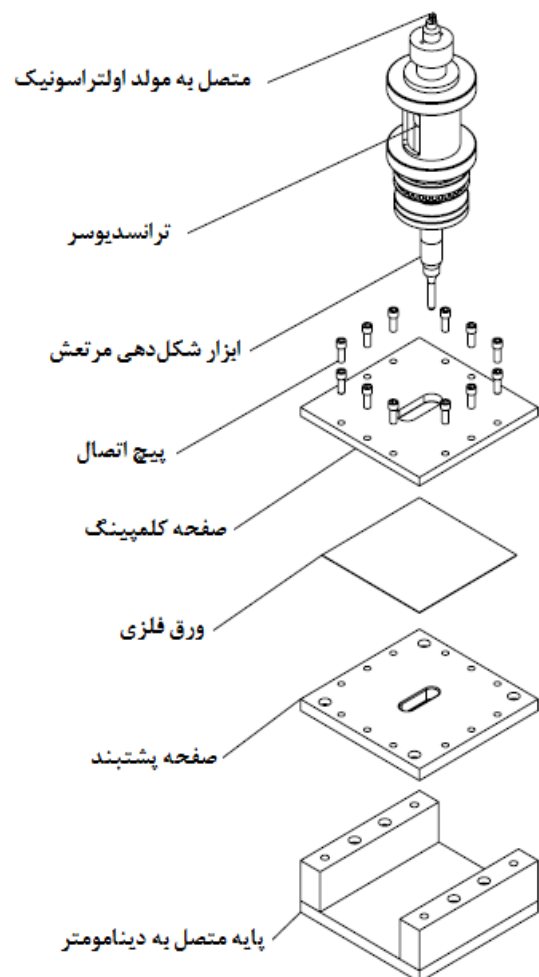 متصل به مولد اولتراسونیک
ترانسدیوسر
ابزار شکل‌دهی مرتعش
پیچ اتصال
صفحه کلمپینگ
ورق فلزی
صفحه پشتبند
پایه متصل به دینامومتر